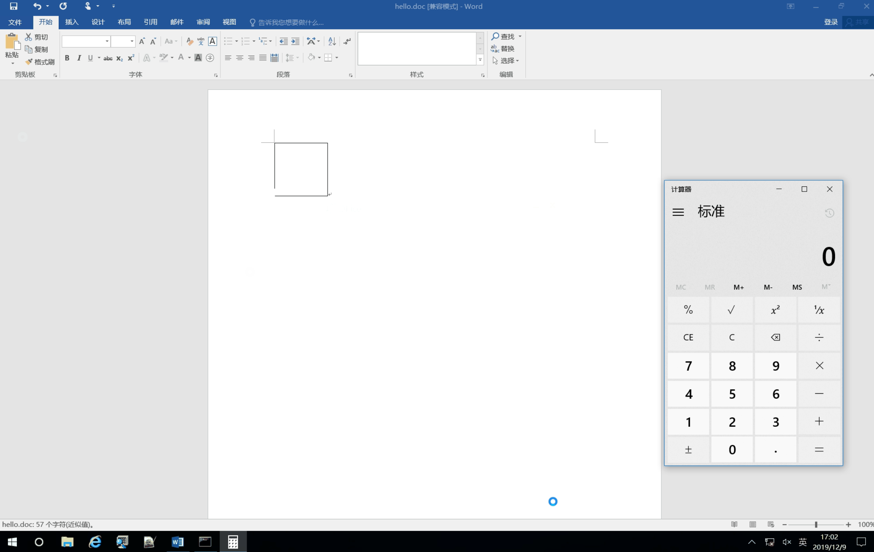 hello.doc [兼容模式] - Word
文件 开始 插入 设计 布局 引用 邮件 审阅 视图 告诉我您想要做什么... 登录
粘贴 剪切 复制 格式刷 剪贴板
字体
段落
样式
查找 替换 选择 编辑
计算器
标准
0
MC MR M+ M- MS M˅
% √ x² ¹/x
CE C ÷
7 8 9 ×
4 5 6 −
1 2 3 +
± 0 . =
hello.doc: 57 个字符(近似值)。
100%
英
17:02
2019/12/9